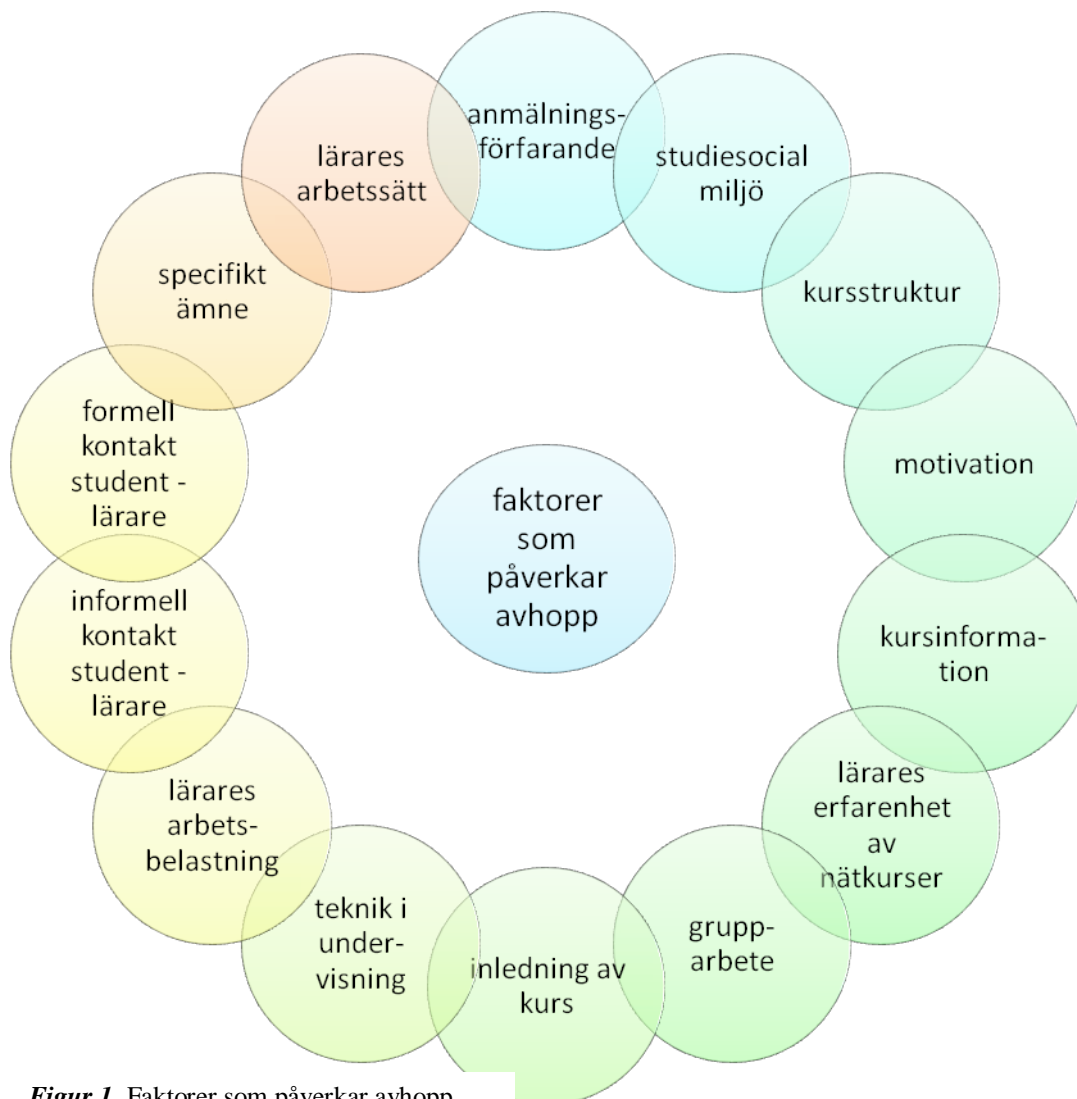 anmälnings-
förfarande
studiesocial
miljö
kursstruktur
motivation
kursinforma-
tion
lärares
erfarenhet
av
nätkurser
grupp-
arbete
inledning av
kurs
teknik i
under-
visning
lärares
arbets-
belastning
informell
kontakt
student -
lärare
formell
kontakt
student -
lärare
specifikt
ämne
lärares
arbetssätt
faktorer
som
påverkar
avhopp
Figur 1. Faktorer som påverkar avhopp